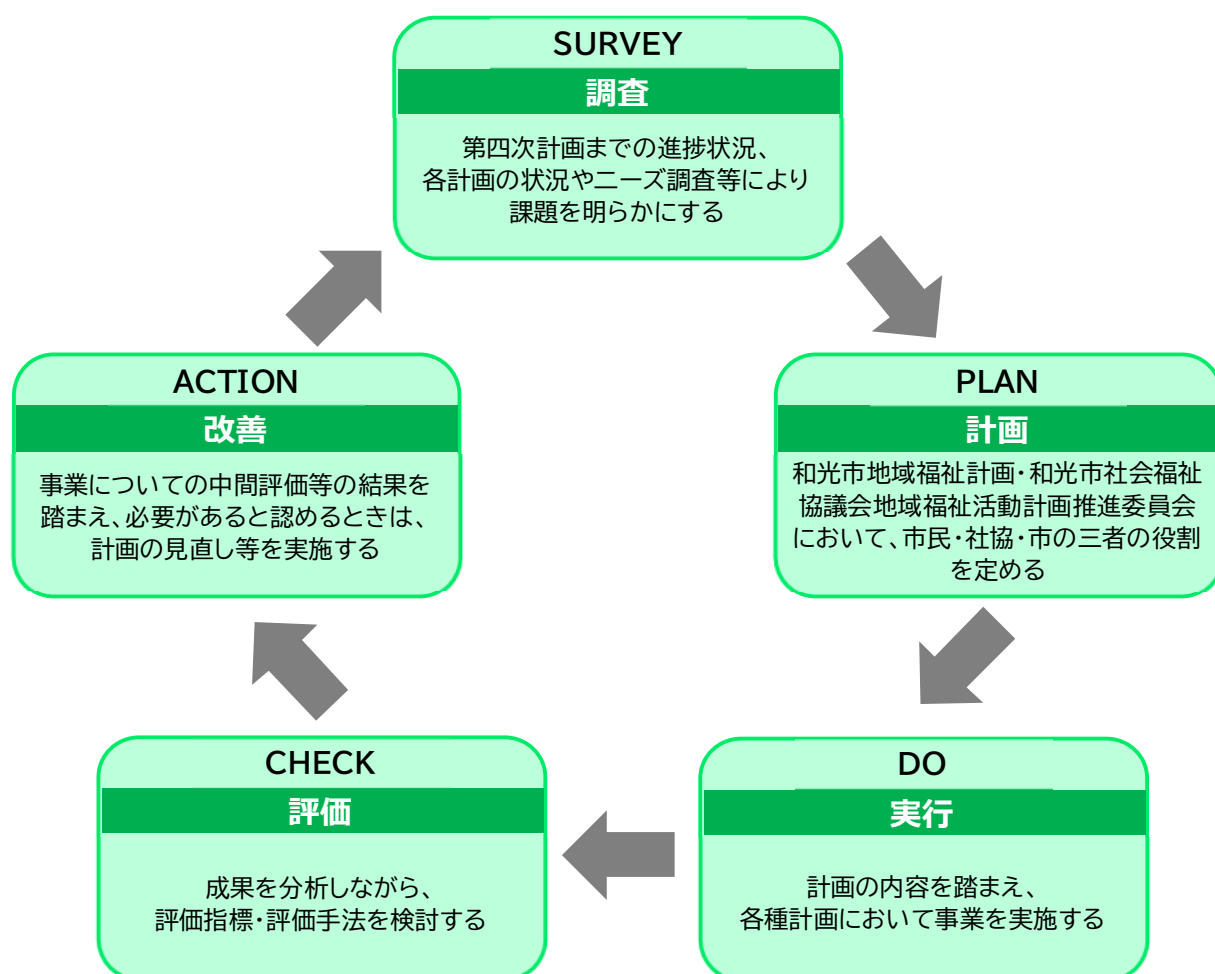 SURVEY
調査
第四次計画までの進捗状況、
各計画の状況やニーズ調査等により
課題を明らかにする
ACTION
改善
事業についての中間評価等の結果を
踏まえ、必要があると認めるときは、
計画の見直し等を実施する
PLAN
計画
和光市地域福祉計画・和光市社会福祉
協議会地域福祉活動計画推進委員会
において、市民・社協・市の三者の役割
を定める
CHECK
評価
成果を分析しながら、
評価指標・評価手法を検討する
DO
実行
計画の内容を踏まえ、
各種計画において事業を実施する